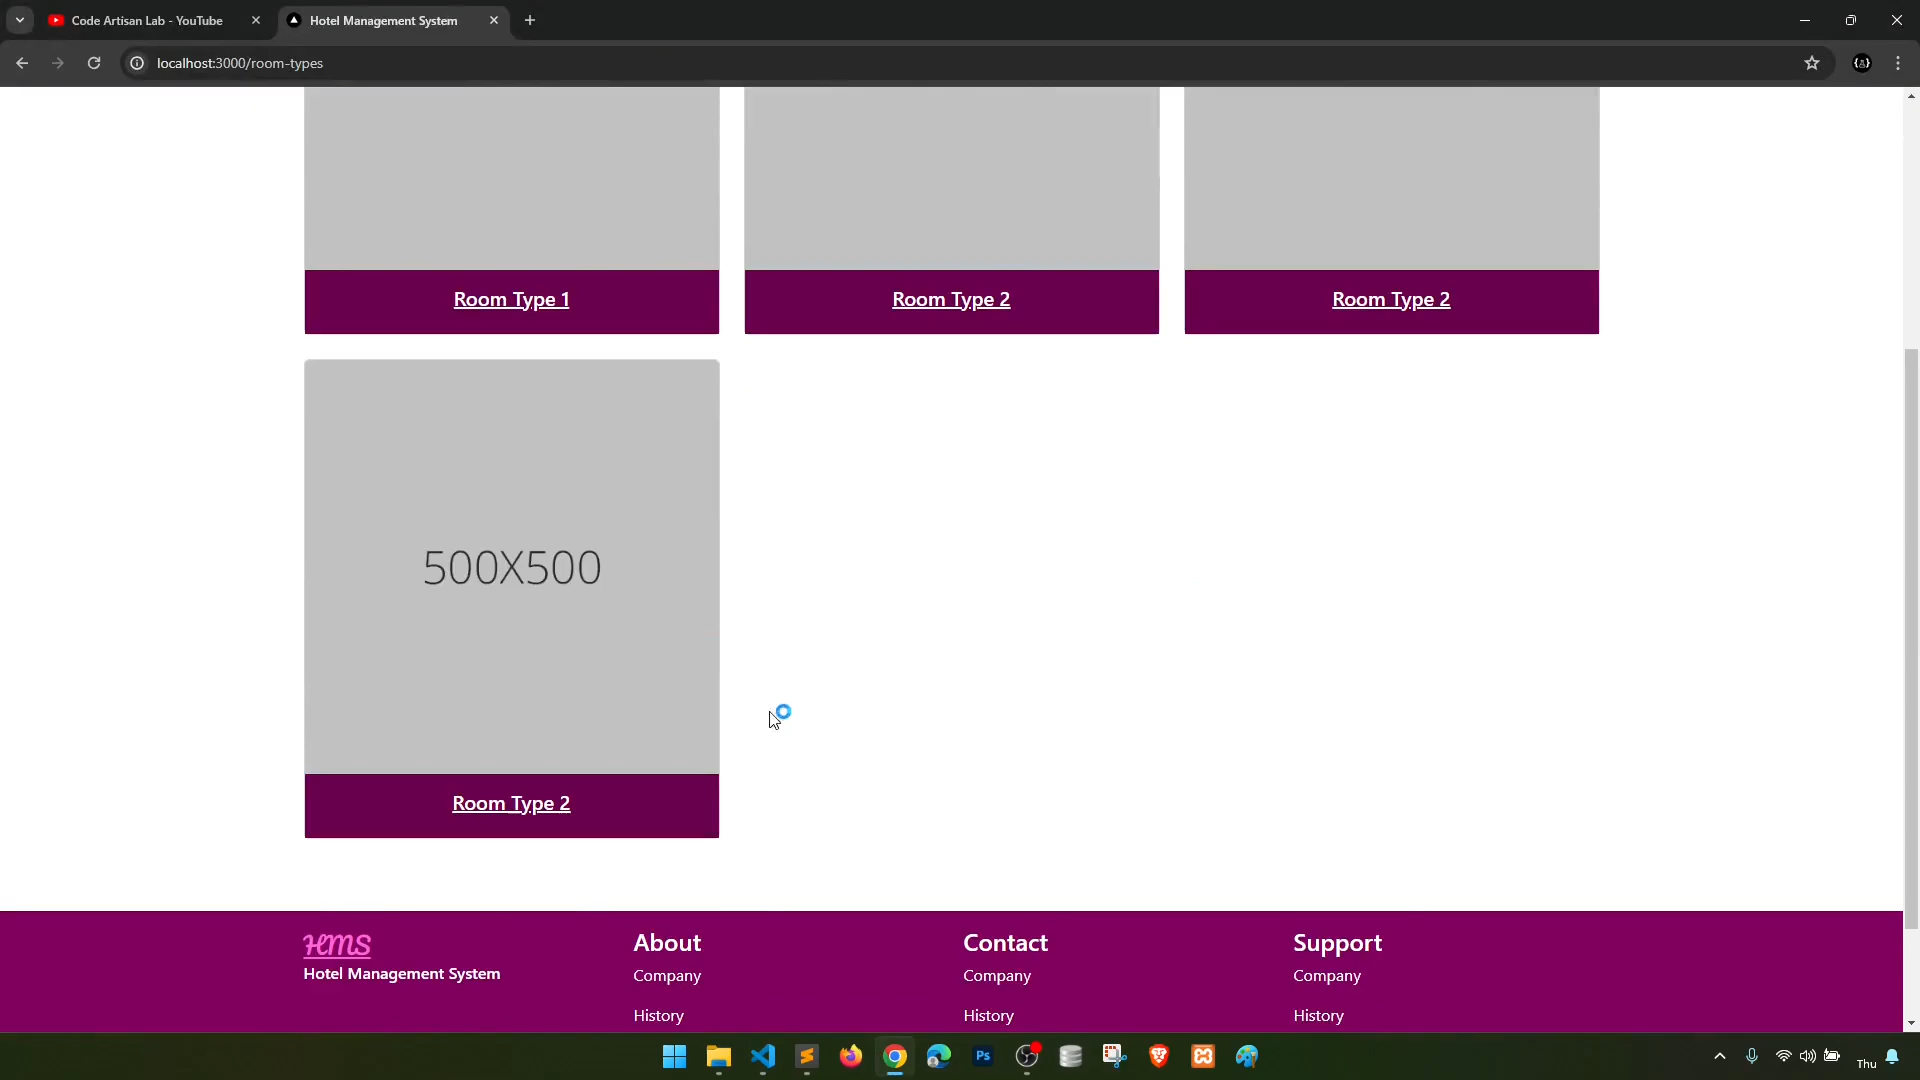 Code Artisan Lab - YouTube
Hotel Management System
localhost:3000/room-types
Room Type 1
Room Type 2
Room Type 2
500X500
Room Type 2
HMS
Hotel Management System
About
Company
History
Contact
Company
History
Support
Company
History
Ps
Thu